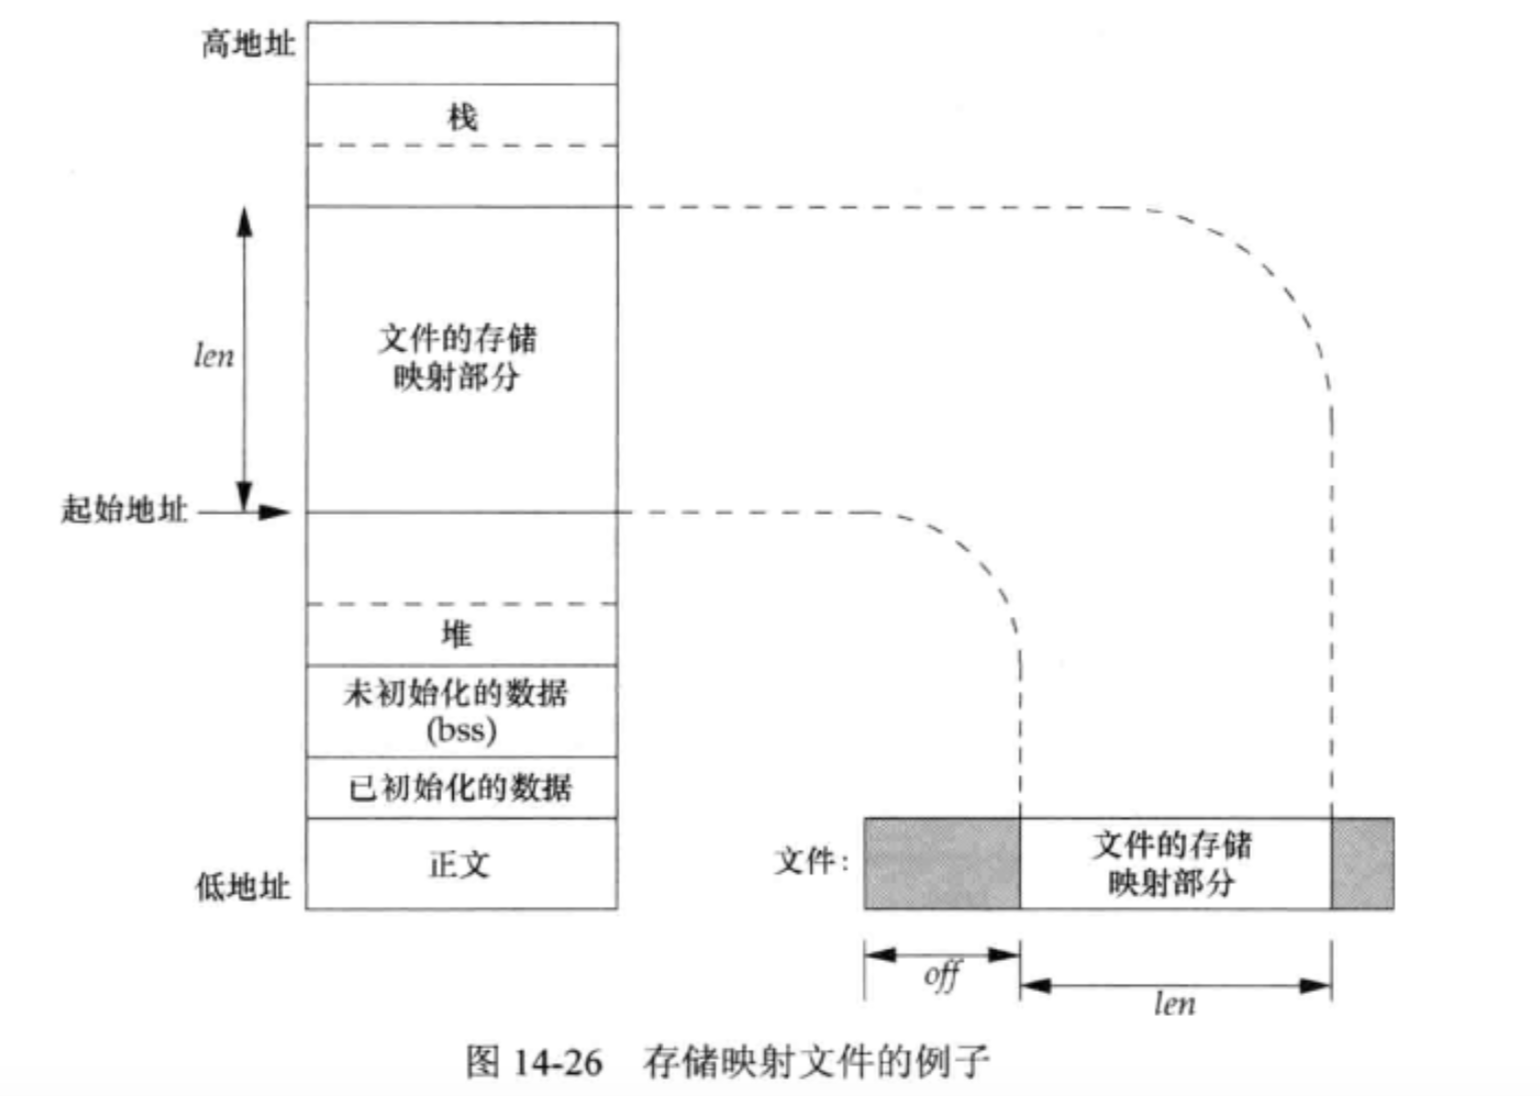 高地址
栈
len
文件的存储
映射部分
起始地址
堆
未初始化的数据
(bss)
已初始化的数据
正文
低地址
文件:
文件的存储
映射部分
off
len
图 14-26 存储映射文件的例子